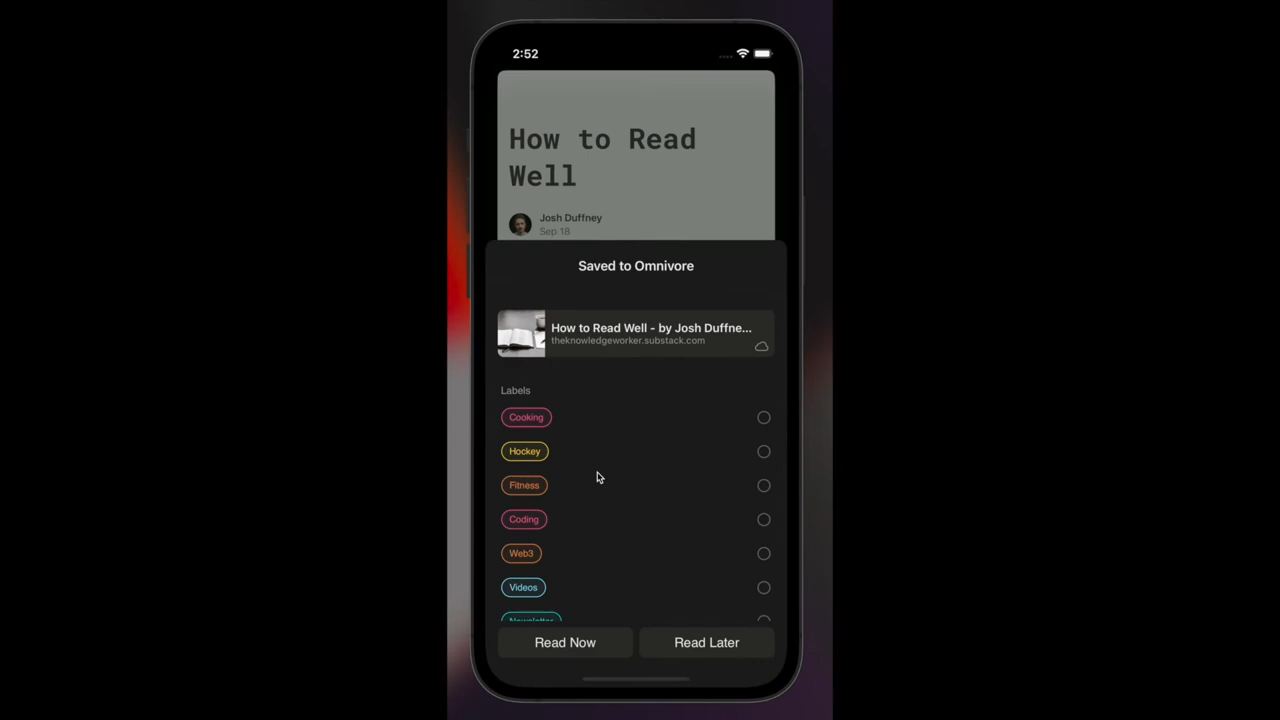 2:52
How to Read
Well
Josh Duffney
Sep 18
Saved to Omnivore
How to Read Well - by Josh Duffne...
theknowledgeworker.substack.com
Labels
Cooking
Hockey
Fitness
Coding
Web3
Videos
Newsletter
Read Now
Read Later